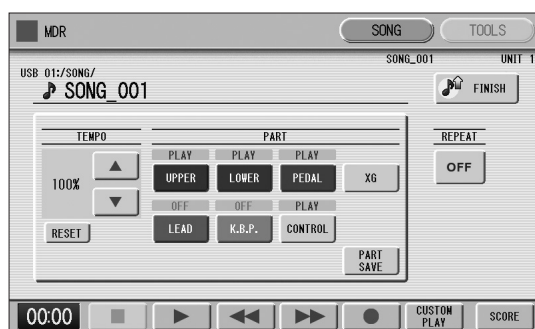 MDR SONG TOOLS
SONG_001 UNIT 1
USB 01:/SONG/
SONG_001 FINISH
TEMPO PART REPEAT
PLAY PLAY PLAY
100% UPPER LOWER PEDAL XG OFF
OFF OFF PLAY
RESET LEAD K.B.P. CONTROL
PART
SAVE
00:00 CUSTOM
PLAY SCORE